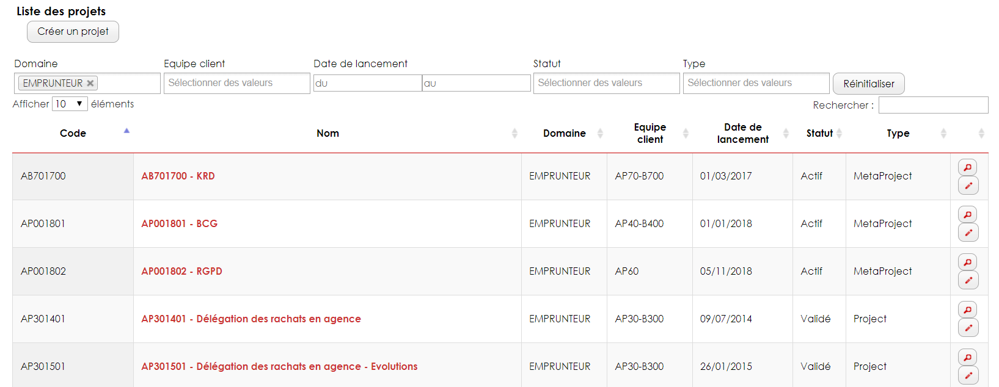 Liste des projets
Créer un projet
Domaine Equipe client Date de lancement Statut Type
EMPRUNTEUR Sélectionner des valeurs du au Sélectionner des valeurs Sélectionner des valeurs Réinitialiser
Afficher 10 éléments Rechercher :
Code Nom Domaine Equipe client Date de lancement Statut Type
AB701700 AB701700 - KRD EMPRUNTEUR AP70-B700 01/03/2017 Actif MetaProject
AP001801 AP001801 - BCG EMPRUNTEUR AP40-B400 01/01/2018 Actif MetaProject
AP001802 AP001802 - RGPD EMPRUNTEUR AP60 05/11/2018 Actif MetaProject
AP301401 AP301401 - Délégation des rachats en agence EMPRUNTEUR AP30-B300 09/07/2014 Validé Project
AP301501 AP301501 - Délégation des rachats en agence - Evolutions EMPRUNTEUR AP30-B300 26/01/2015 Validé Project